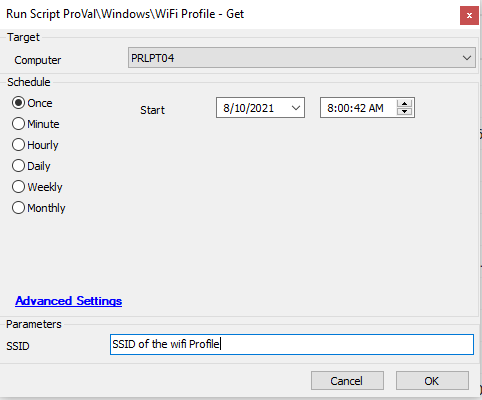 Run Script ProVal\Windows\WiFi Profile - Get
x
Target
Computer PRLPT04
Schedule
Once Start 8/10/2021 8:00:42 AM
Minute
Hourly
Daily
Weekly
Monthly
Advanced Settings
Parameters
SSID SSID of the wifi Profile
Cancel OK